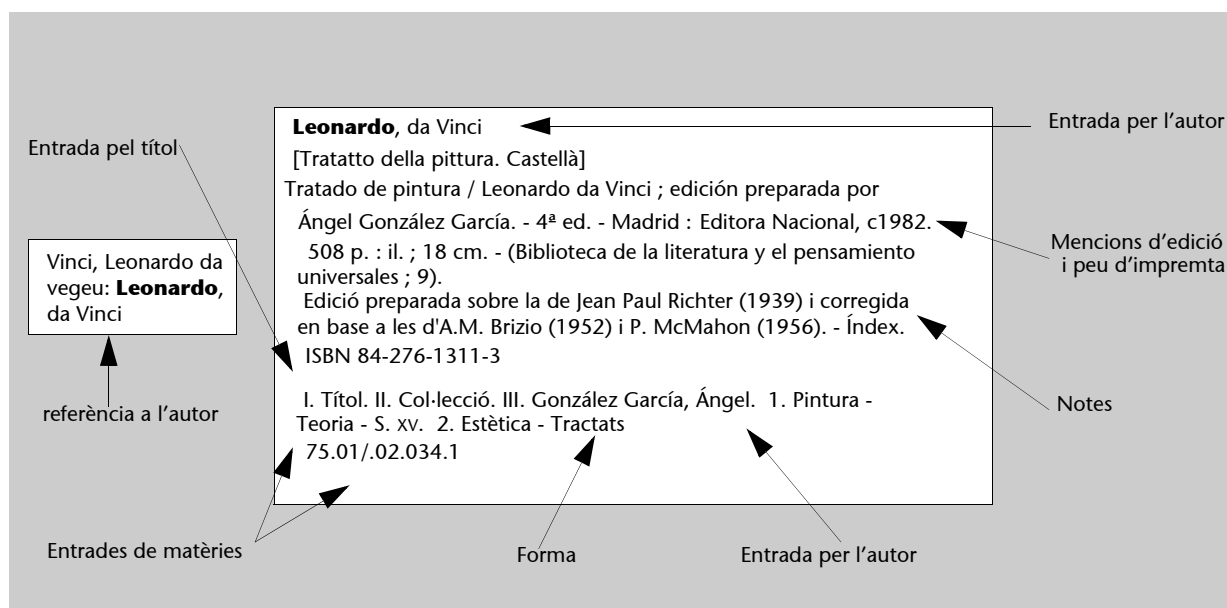 Entrada per l'autor
Leonardo, da Vinci
Entrada pel títol
[Tratatto della pittura. Castellà]
Tratado de pintura / Leonardo da Vinci ; edición preparada por
Ángel González García. - 4ª ed. - Madrid : Editora Nacional, c1982.
508 p. : il. ; 18 cm. - (Biblioteca de la literatura y el pensamiento
universales ; 9).
Edició preparada sobre la de Jean Paul Richter (1939) i corregida
en base a les d'A.M. Brizio (1952) i P. McMahon (1956). - Índex.
ISBN 84-276-1311-3
I. Títol. II. Col·lecció. III. González García, Ángel. 1. Pintura -
Teoria - S. XV. 2. Estètica - Tractats
75.01/.02.034.1
Mencions d'edició
i peu d'impremta
Vinci, Leonardo da
vegeu: Leonardo,
da Vinci
referència a l'autor
Notes
Entrades de matèries
Forma
Entrada per l'autor